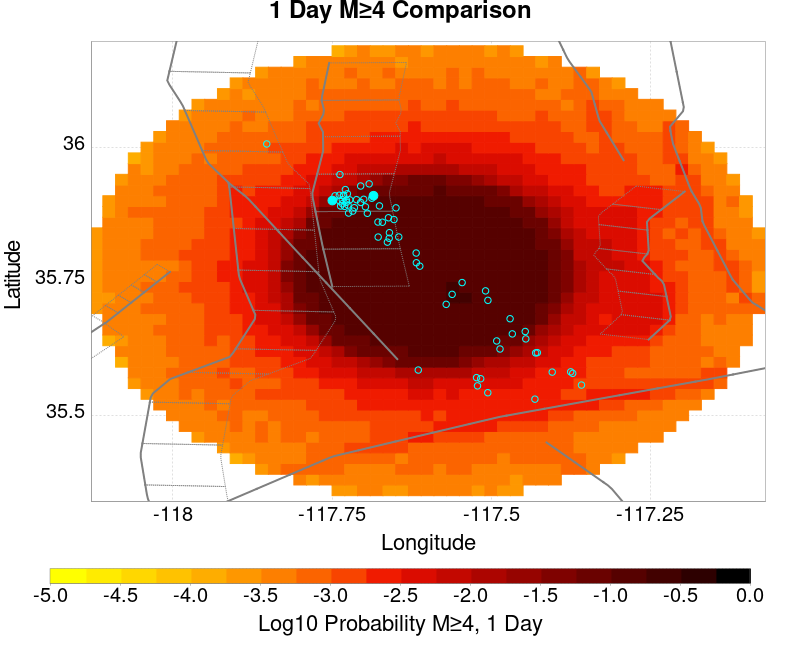 1 Day M≥4 Comparison
36
35.75
35.5
Latitude
-118 -117.75 -117.5 -117.25
Longitude
-5.0 -4.5 -4.0 -3.5 -3.0 -2.5 -2.0 -1.5 -1.0 -0.5 0.0
Log10 Probability M≥4, 1 Day